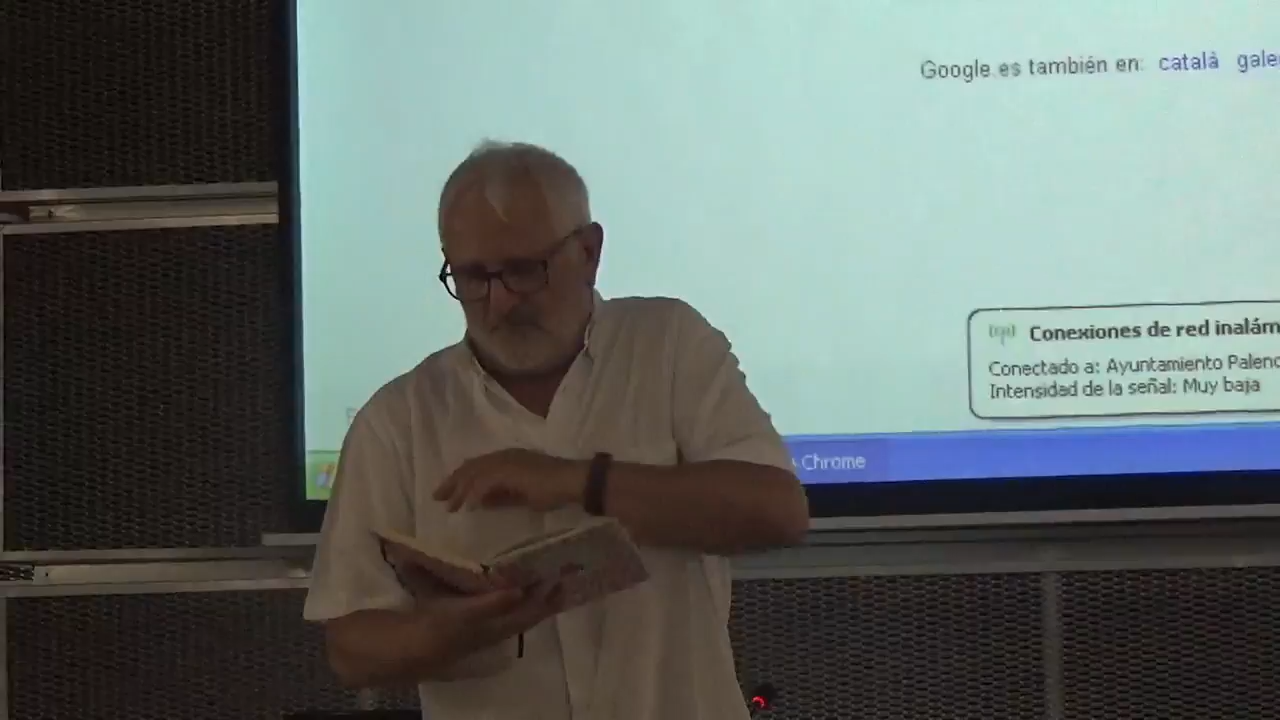 Google.es también en: català gale
Conexiones de red inalám
Conectado a: Ayuntamiento Palenc
Intensidad de la señal: Muy baja
Chrome